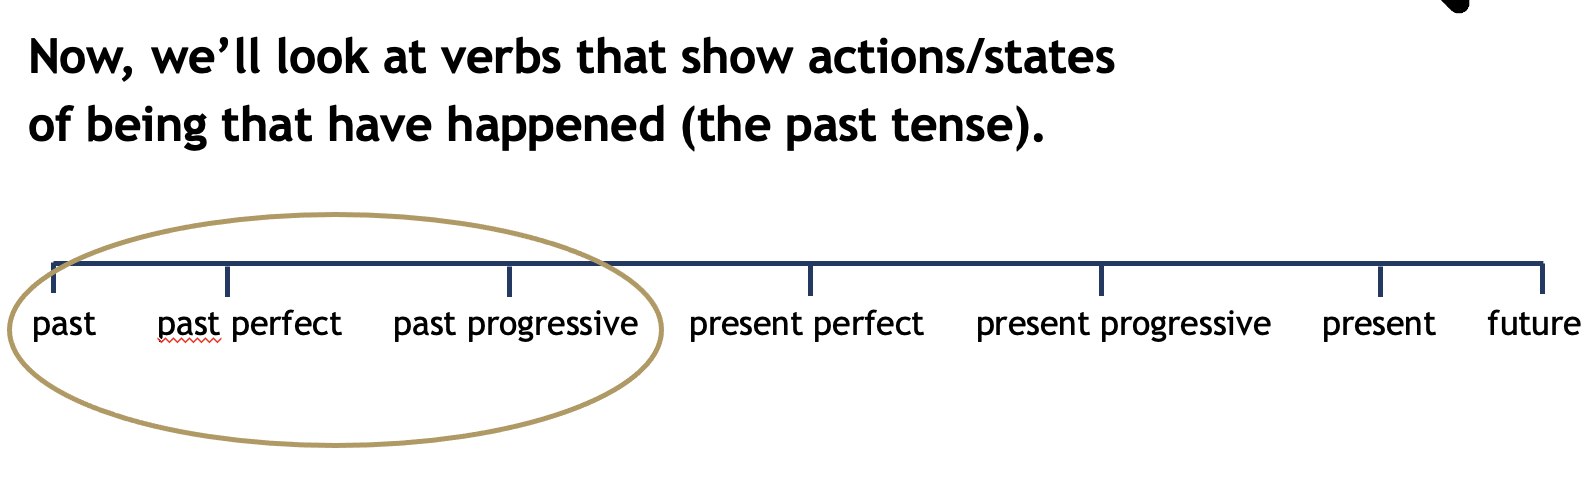 Now, we’ll look at verbs that show actions/states
of being that have happened (the past tense).
past past perfect past progressive present perfect present progressive present future